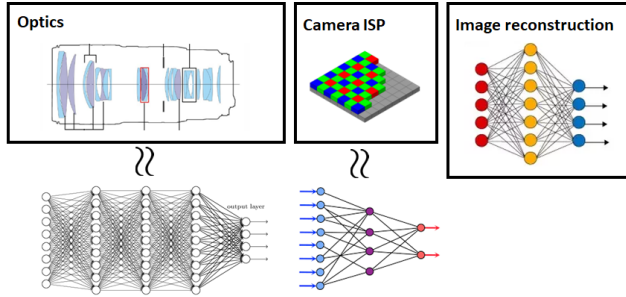 Optics
Camera ISP
Image reconstruction
output layer